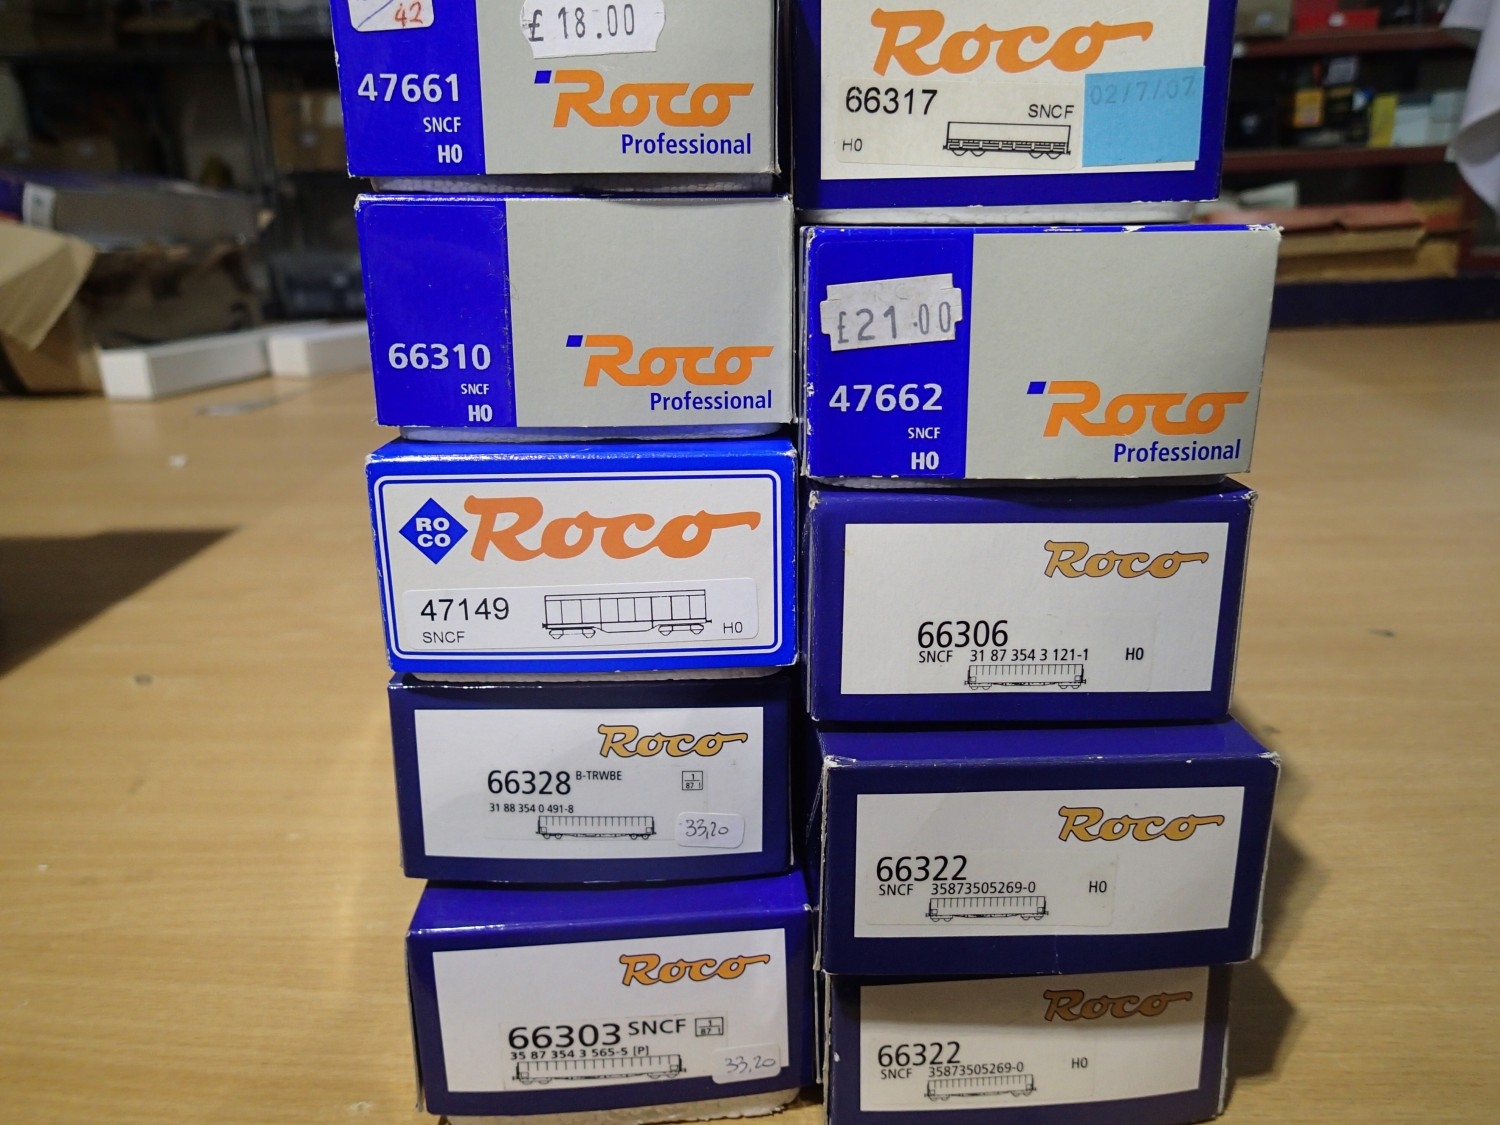 42
£18.00
47661
SNCF
H0
Roco
Professional
66310
SNCF
H0
Roco
Professional
RO
CO
Roco
47149
SNCF
H0
Roco
66328 B-TRWBE
1
87
31 88 354 0 491-8
33,20
Roco
66303 SNCF
1
87
35 87 354 3 565-5 [P]
33,20
Roco
66317
SNCF
H0
02/7/07
£21.00
47662
SNCF
H0
Roco
Professional
Roco
66306
SNCF 31 87 354 3 121-1 H0
Roco
66322
SNCF 35873505269-0 H0
Roco
66322
SNCF 35873505269-0 H0